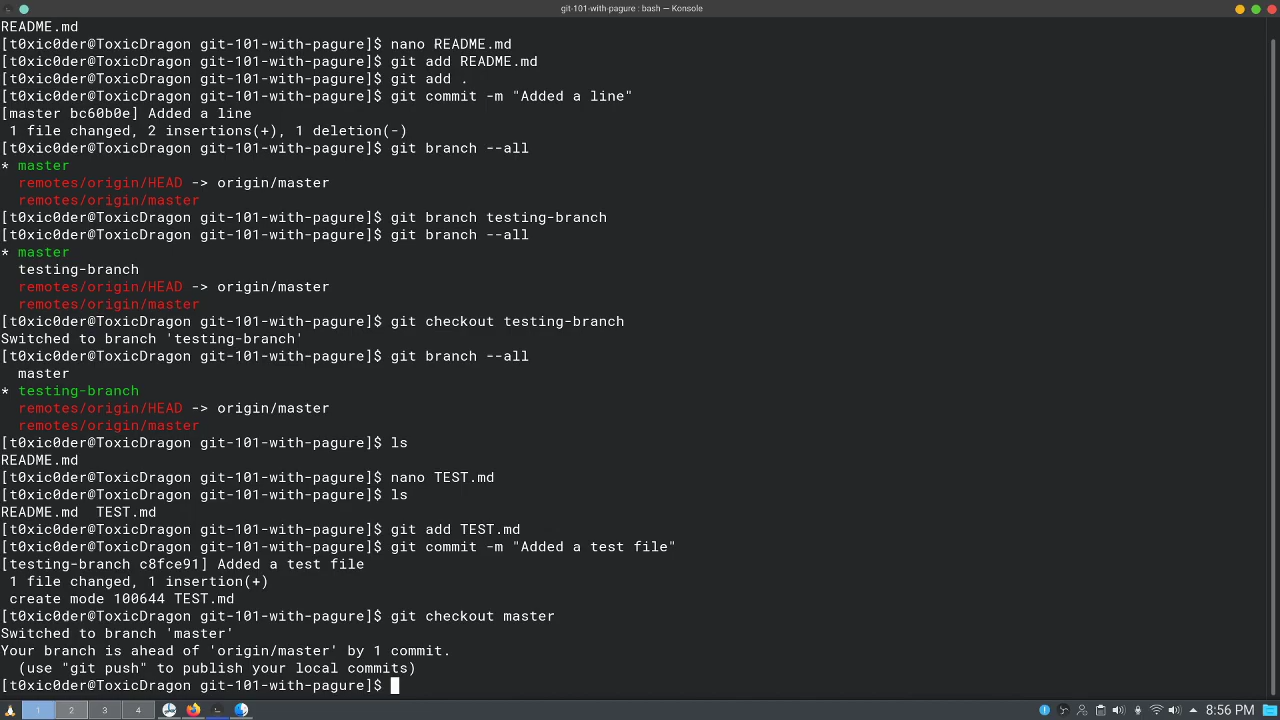 git-101-with-pagure : bash — Konsole
README.md
[t0xic0der@ToxicDragon git-101-with-pagure]$ nano README.md
[t0xic0der@ToxicDragon git-101-with-pagure]$ git add README.md
[t0xic0der@ToxicDragon git-101-with-pagure]$ git add .
[t0xic0der@ToxicDragon git-101-with-pagure]$ git commit -m "Added a line"
[master bc60b0e] Added a line
 1 file changed, 2 insertions(+), 1 deletion(-)
[t0xic0der@ToxicDragon git-101-with-pagure]$ git branch --all
* master
  remotes/origin/HEAD -> origin/master
  remotes/origin/master
[t0xic0der@ToxicDragon git-101-with-pagure]$ git branch testing-branch
[t0xic0der@ToxicDragon git-101-with-pagure]$ git branch --all
* master
  testing-branch
  remotes/origin/HEAD -> origin/master
  remotes/origin/master
[t0xic0der@ToxicDragon git-101-with-pagure]$ git checkout testing-branch
Switched to branch 'testing-branch'
[t0xic0der@ToxicDragon git-101-with-pagure]$ git branch --all
  master
* testing-branch
  remotes/origin/HEAD -> origin/master
  remotes/origin/master
[t0xic0der@ToxicDragon git-101-with-pagure]$ ls
README.md
[t0xic0der@ToxicDragon git-101-with-pagure]$ nano TEST.md
[t0xic0der@ToxicDragon git-101-with-pagure]$ ls
README.md  TEST.md
[t0xic0der@ToxicDragon git-101-with-pagure]$ git add TEST.md
[t0xic0der@ToxicDragon git-101-with-pagure]$ git commit -m "Added a test file"
[testing-branch c8fce91] Added a test file
 1 file changed, 1 insertion(+)
 create mode 100644 TEST.md
[t0xic0der@ToxicDragon git-101-with-pagure]$ git checkout master
Switched to branch 'master'
Your branch is ahead of 'origin/master' by 1 commit.
  (use "git push" to publish your local commits)
[t0xic0der@ToxicDragon git-101-with-pagure]$
1 2 3 4 8:56 PM